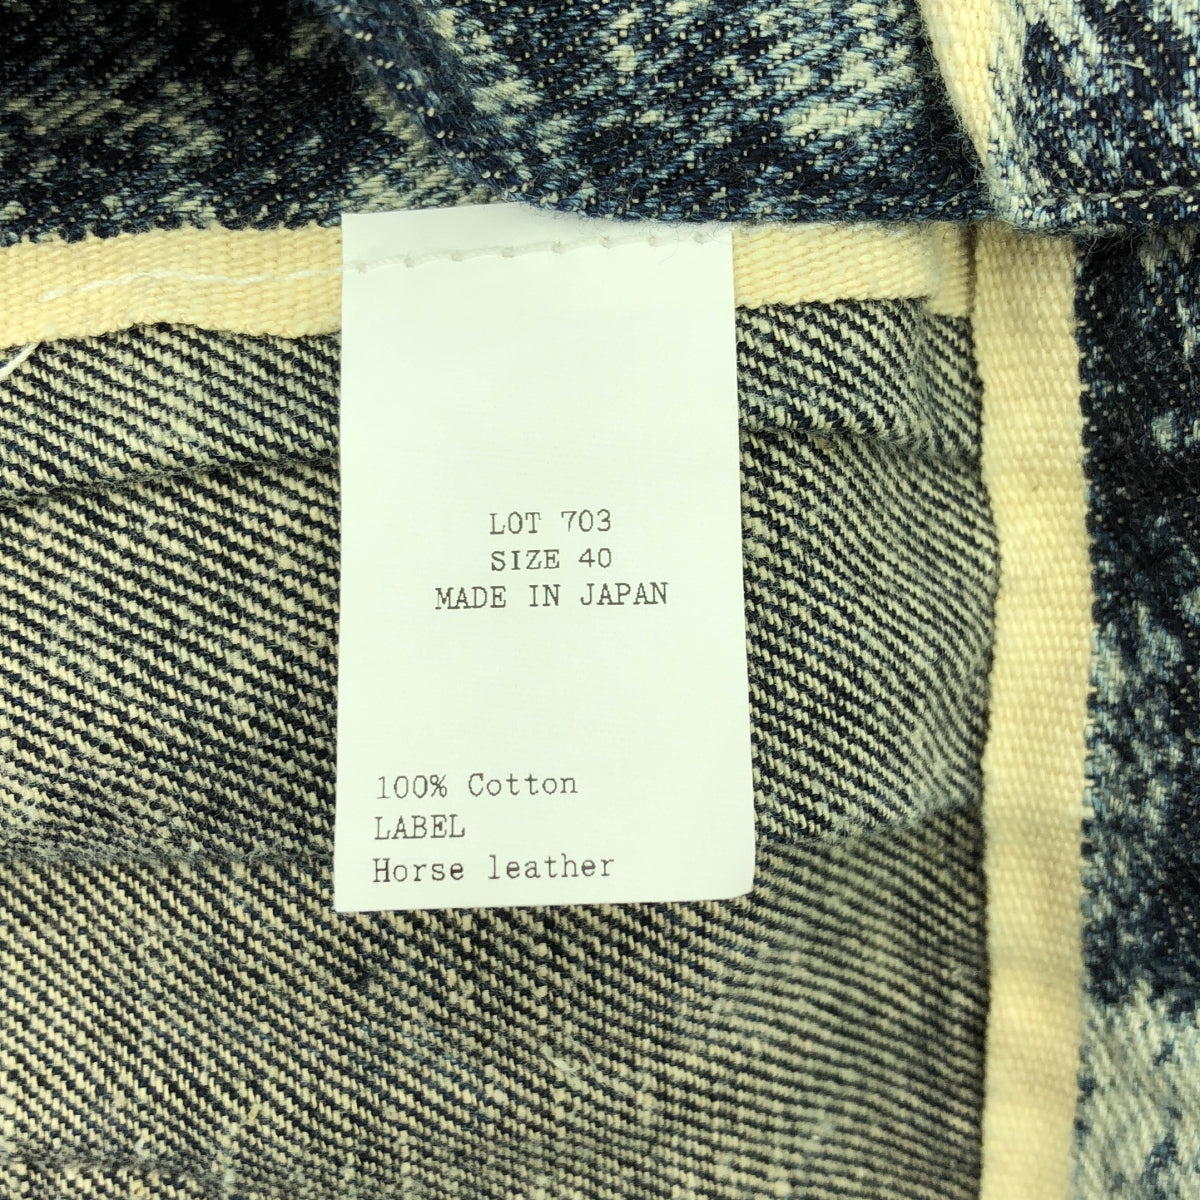 LOT 703
SIZE 40
MADE IN JAPAN
100% Cotton
LABEL
Horse leather